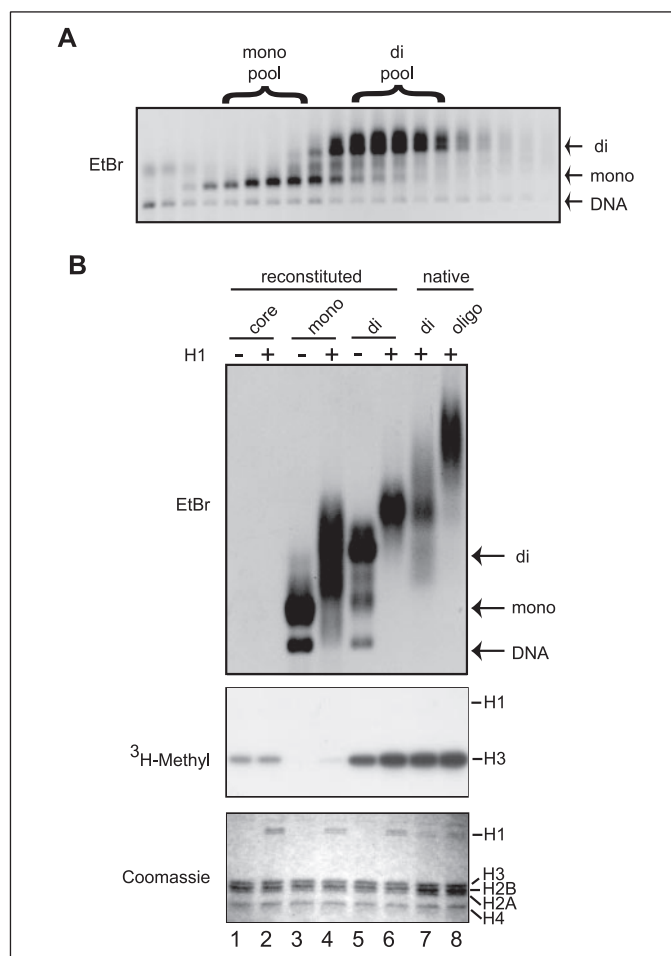 A
mono
pool
di
pool
EtBr
di
mono
DNA
B
reconstituted
native
core
mono
di
di
oligo
H1
- + - + - + + +
EtBr
di
mono
DNA
3H-Methyl
H1
H3
Coomassie
H1
H3
H2B
H2A
H4
1 2 3 4 5 6 7 8